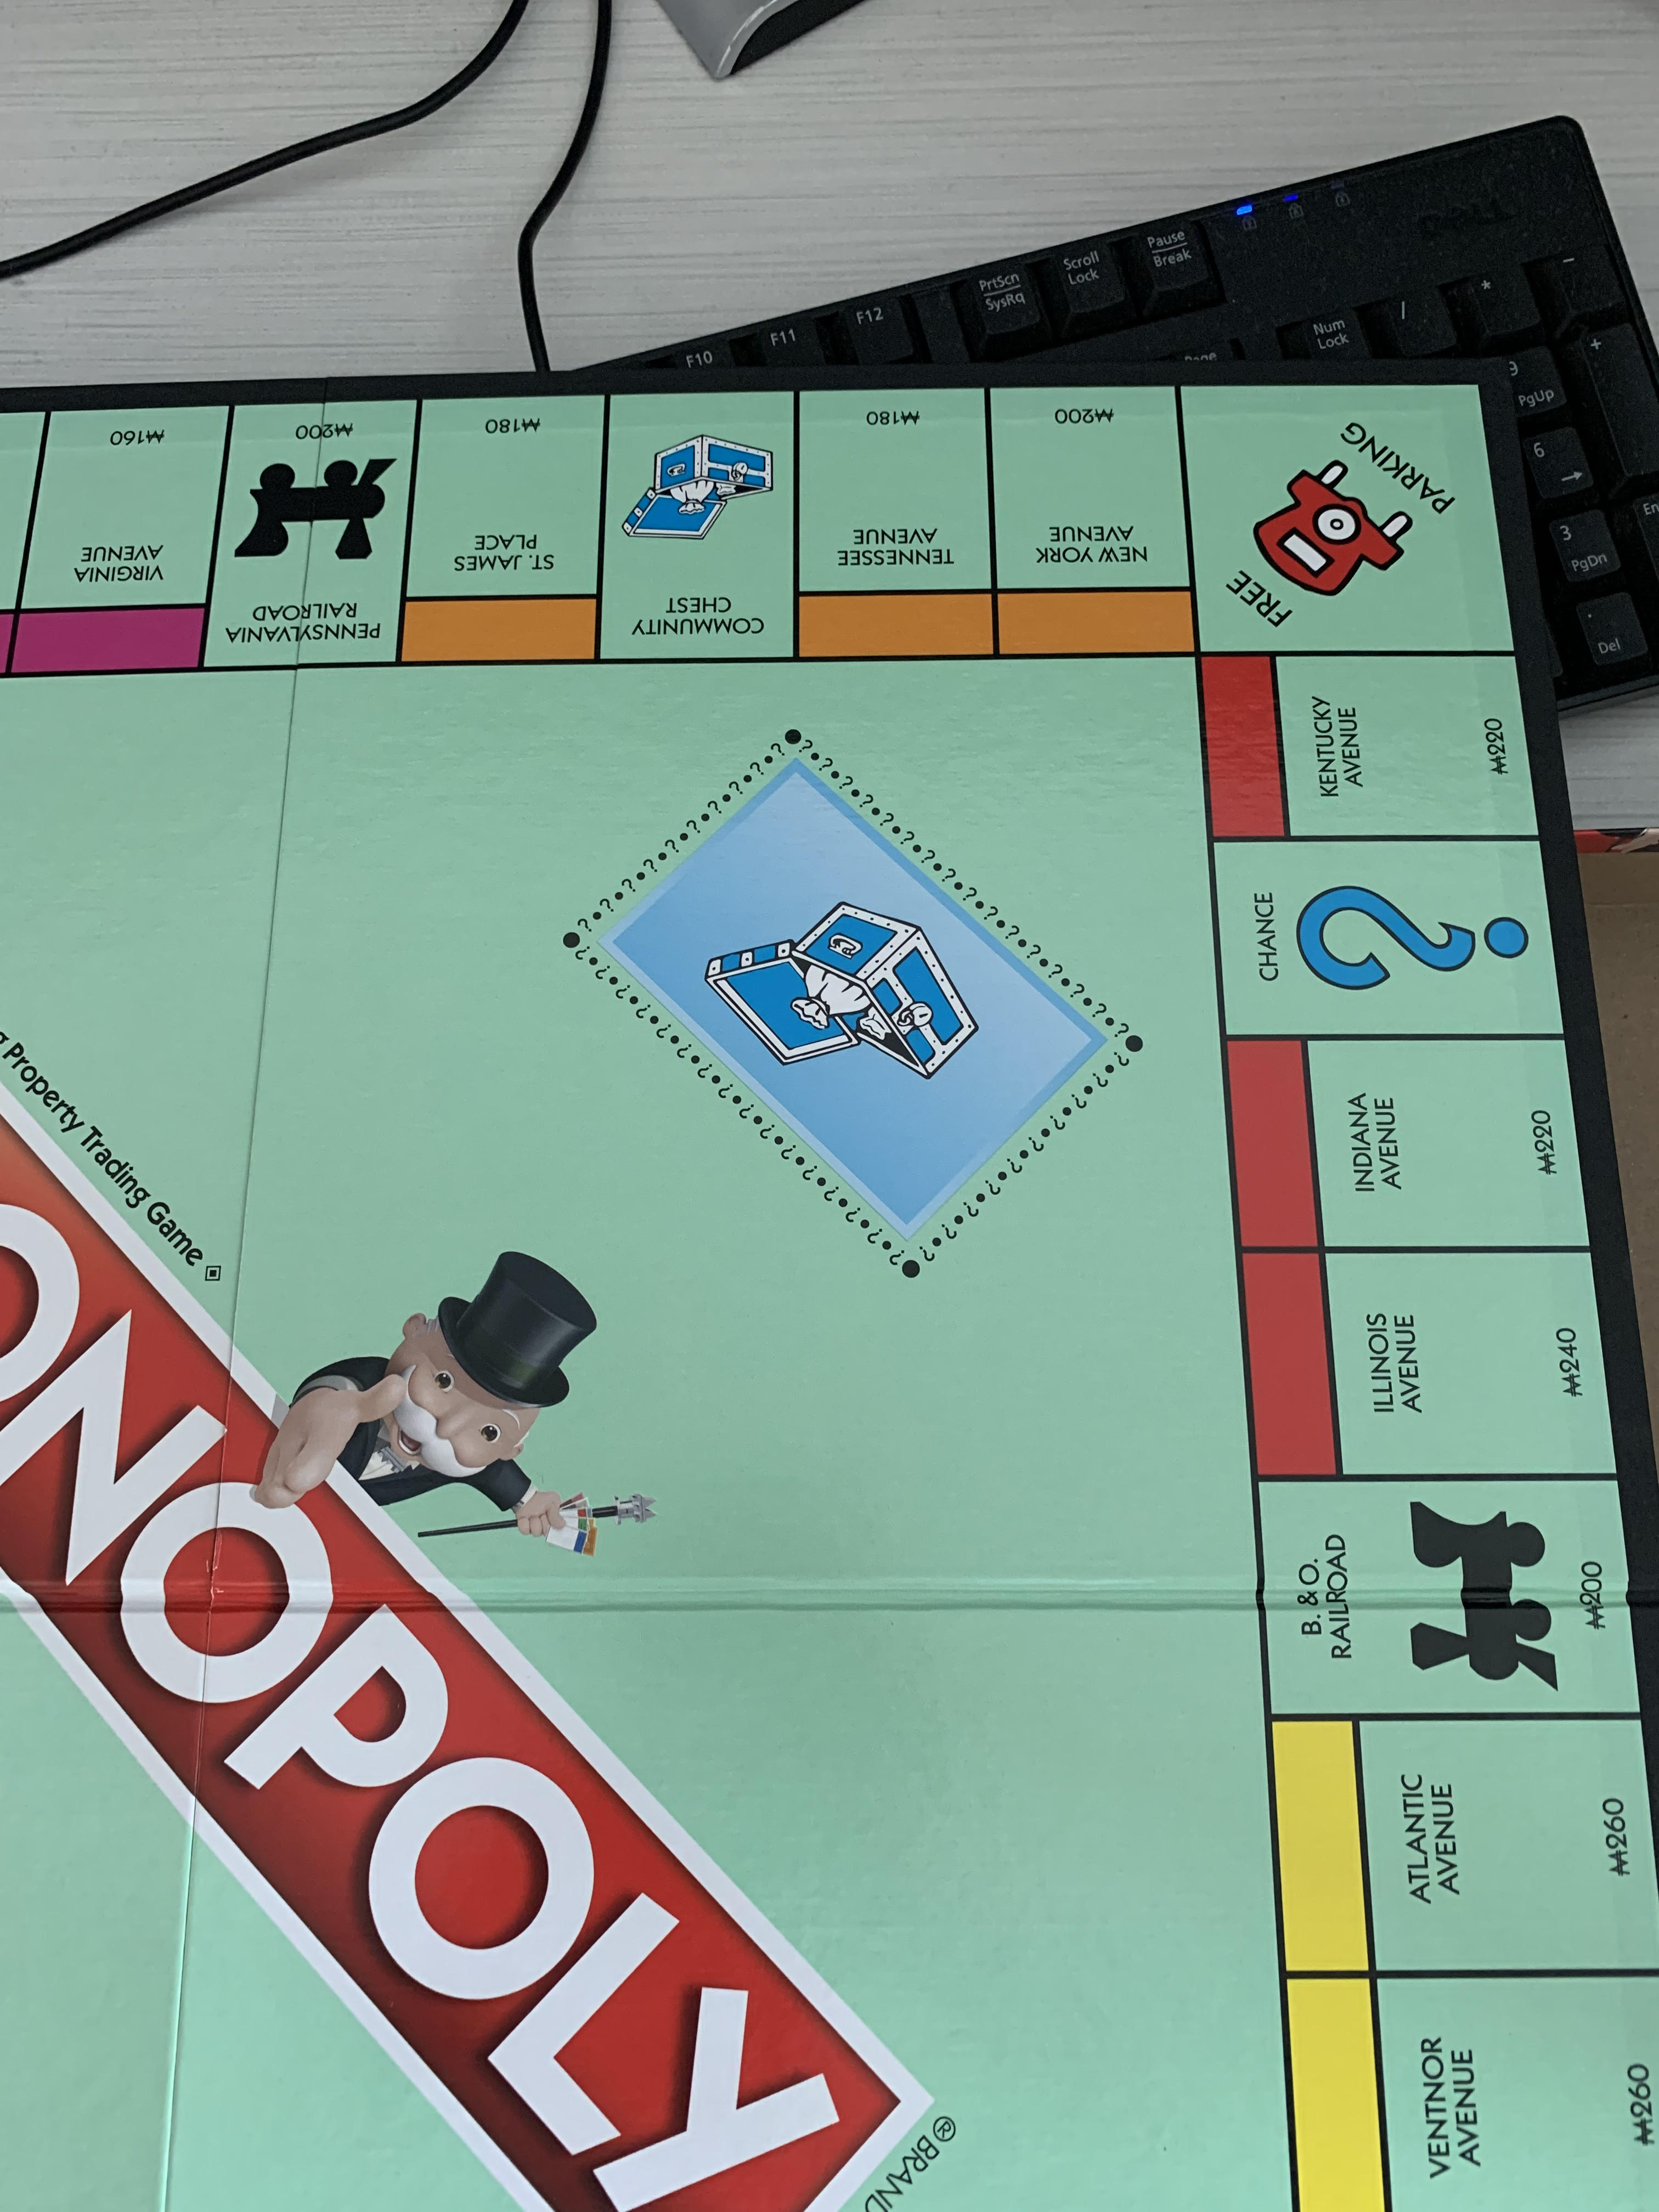 F10
F11
F12
PrtScn
SysRq
Scroll
Lock
Pause
Break
Num
Lock
/
*
-
+
9
PgUp
6
→
3
PgDn
.
Del
VIRGINIA
AVENUE
₩160
PENNSYLVANIA
RAILROAD
₩200
ST. JAMES
PLACE
₩180
COMMUNITY
CHEST
TENNESSEE
AVENUE
₩180
NEW YORK
AVENUE
₩200
FREE
PARKING
KENTUCKY
AVENUE
₩220
CHANCE
?
INDIANA
AVENUE
₩220
ILLINOIS
AVENUE
₩240
B. & O.
RAILROAD
₩200
ATLANTIC
AVENUE
₩260
VENTNOR
AVENUE
₩260
Property Trading Game
ONOPOLY
® BRAND